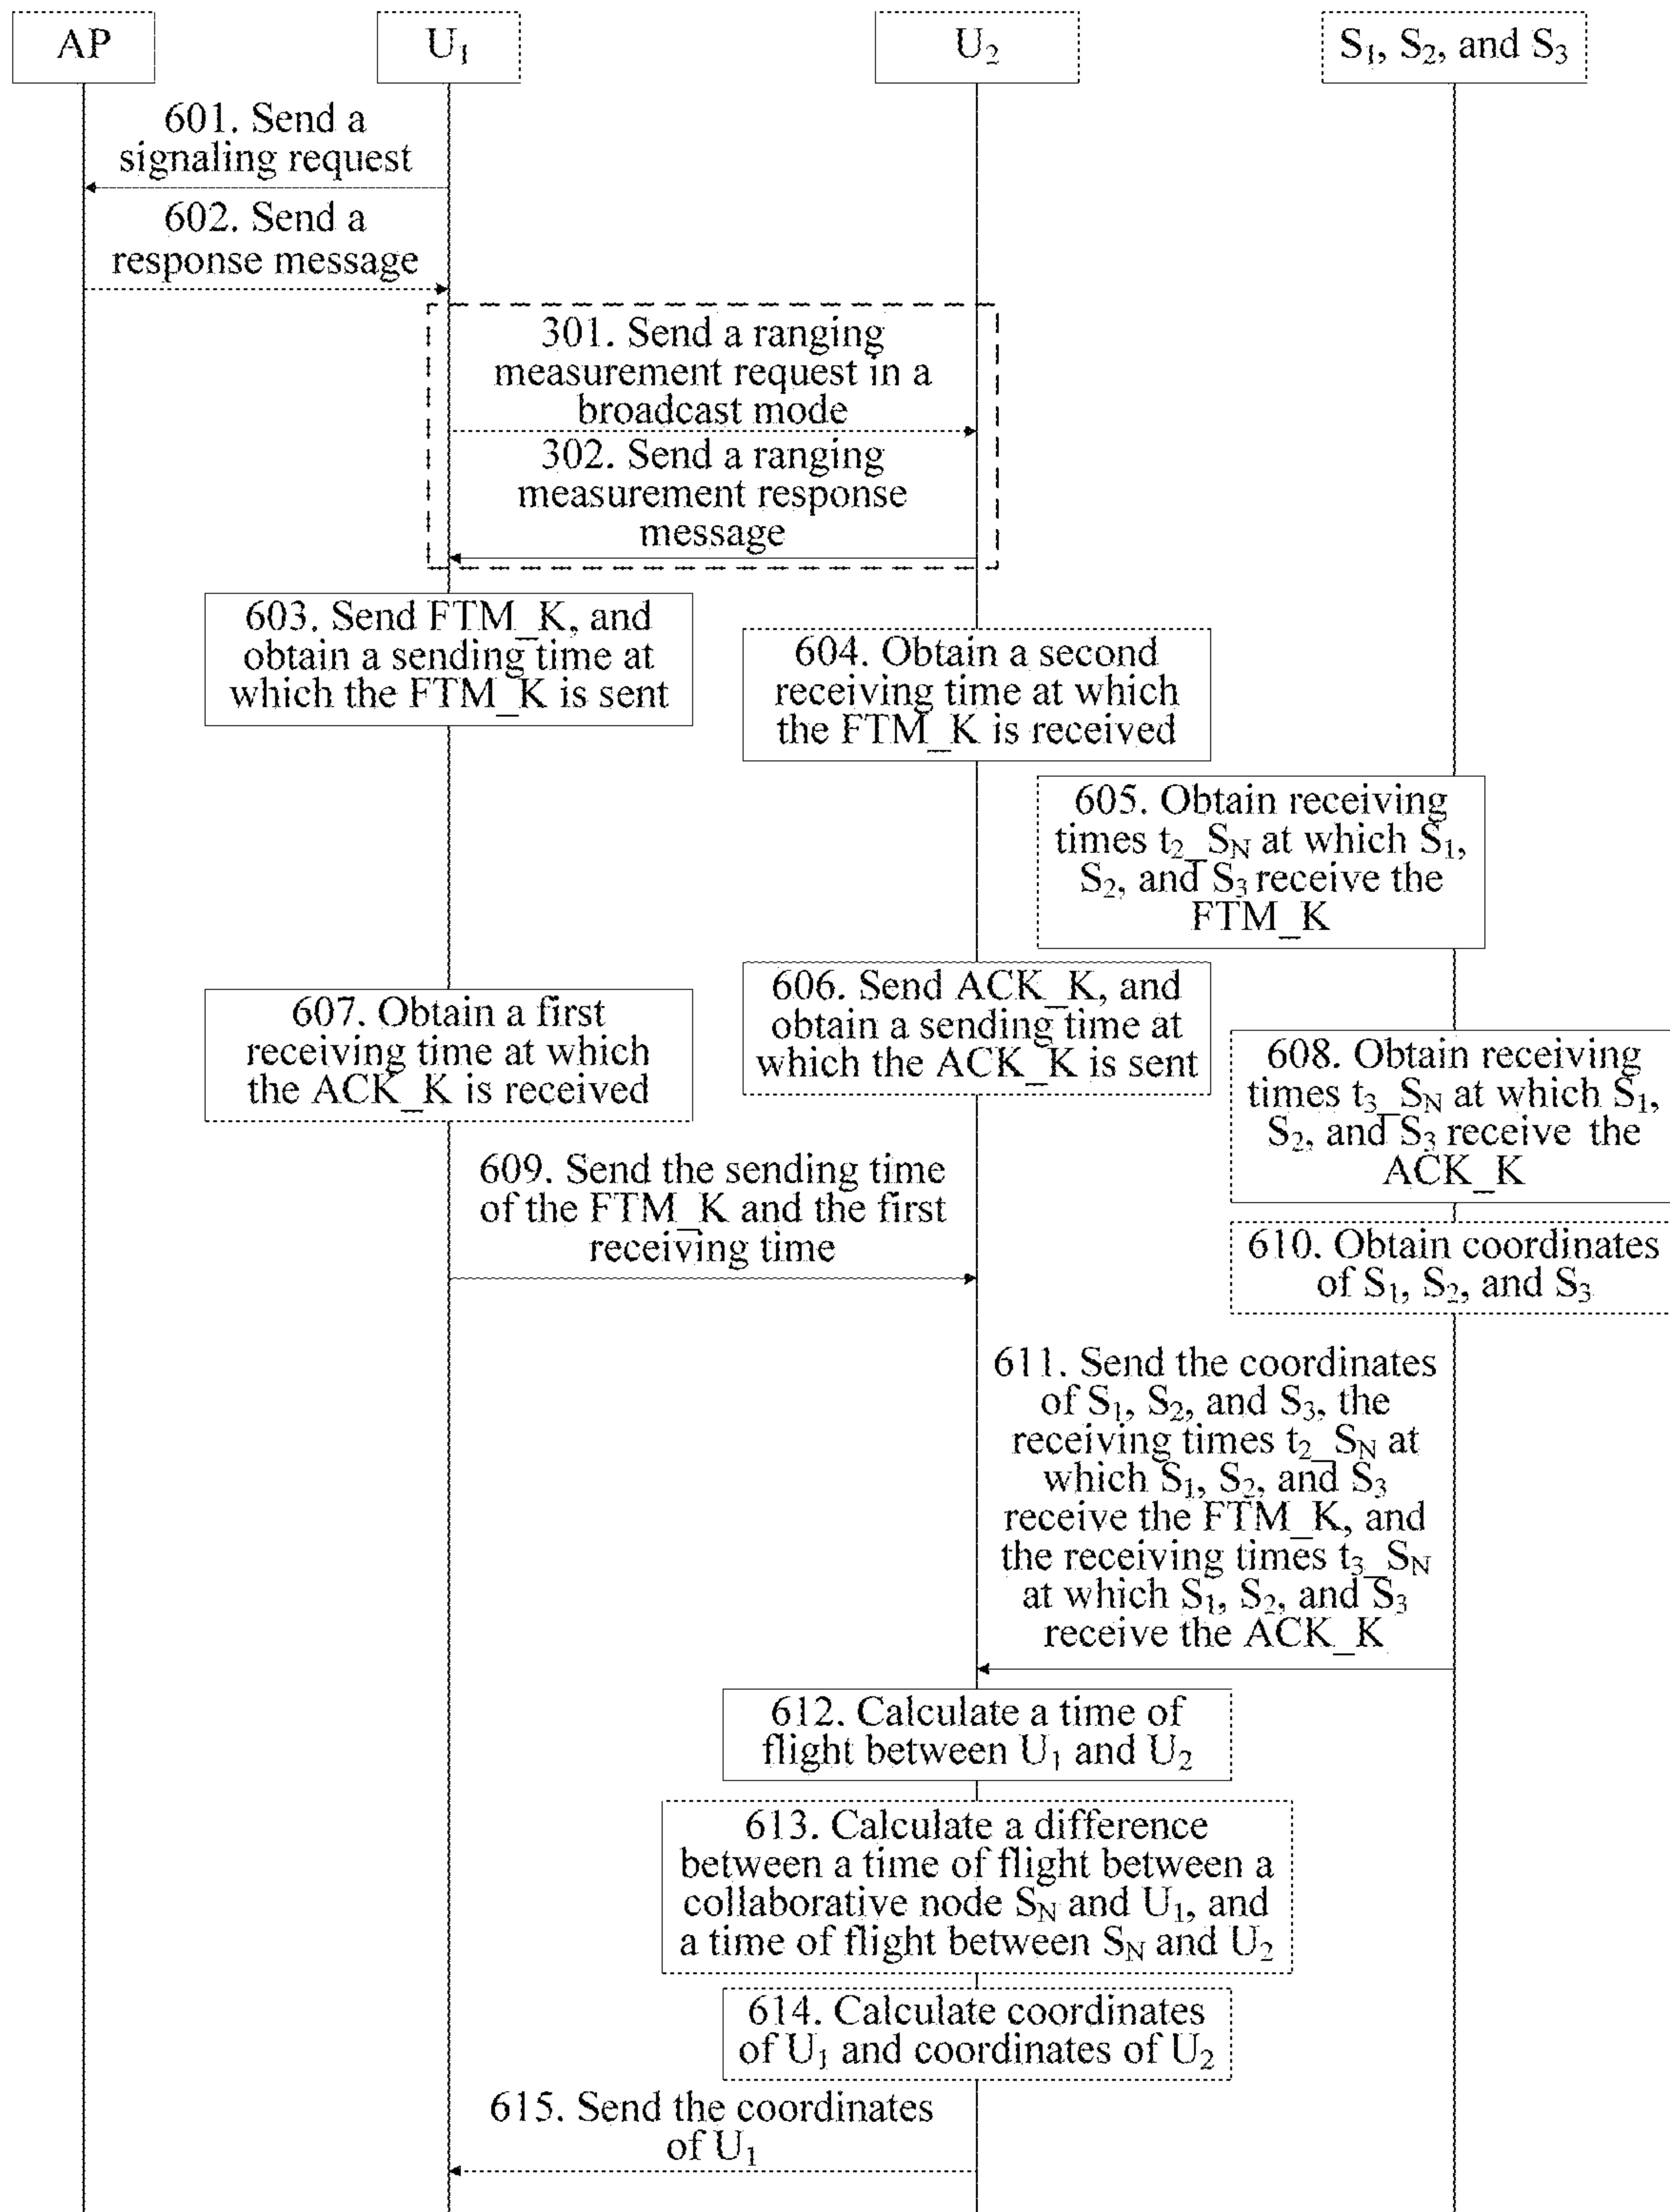 AP
U₁
U₂
S₁, S₂, and S₃
601. Send a
signaling request
602. Send a
response message
301. Send a ranging
measurement request in a
broadcast mode
302. Send a ranging
measurement response
message
603. Send FTM_K, and
obtain a sending time at
which the FTM_K is sent
604. Obtain a second
receiving time at which
the FTM_K is received
605. Obtain receiving
times t₂_S_N at which S₁,
S₂, and S₃ receive the
FTM_K
606. Send ACK_K, and
obtain a sending time at
which the ACK_K is sent
607. Obtain a first
receiving time at which
the ACK_K is received
608. Obtain receiving
times t₃_S_N at which S₁,
S₂, and S₃ receive the
ACK_K
609. Send the sending time
of the FTM_K and the first
receiving time
610. Obtain coordinates
of S₁, S₂, and S₃
611. Send the coordinates
of S₁, S₂, and S₃, the
receiving times t₂_S_N at
which S₁, S₂, and S₃
receive the FTM_K, and
the receiving times t₃_S_N
at which S₁, S₂, and S₃
receive the ACK_K
612. Calculate a time of
flight between U₁ and U₂
613. Calculate a difference
between a time of flight between a
collaborative node S_N and U₁, and
a time of flight between S_N and U₂
614. Calculate coordinates
of U₁ and coordinates of U₂
615. Send the coordinates
of U₁